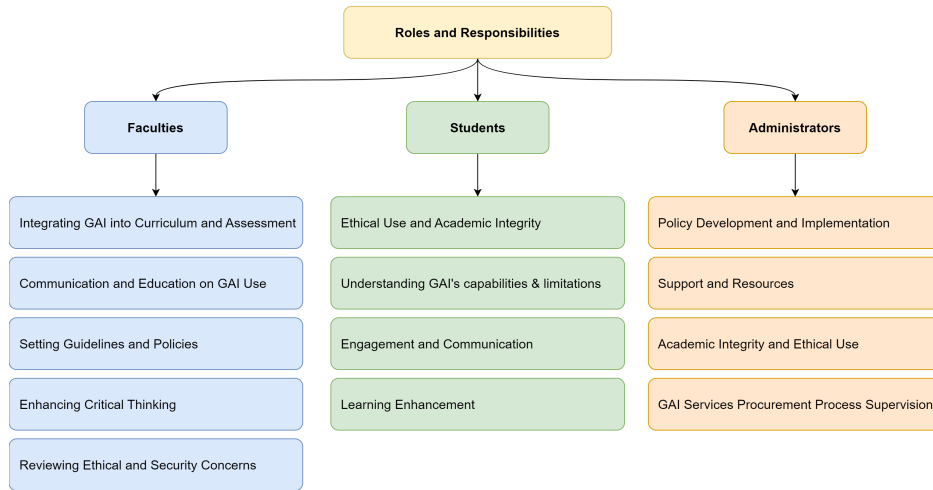 Roles and Responsibilities
Faculties
Students
Administrators
Integrating GAI into Curriculum and Assessment
Communication and Education on GAI Use
Setting Guidelines and Policies
Enhancing Critical Thinking
Reviewing Ethical and Security Concerns
Ethical Use and Academic Integrity
Understanding GAI's capabilities & limitations
Engagement and Communication
Learning Enhancement
Policy Development and Implementation
Support and Resources
Academic Integrity and Ethical Use
GAI Services Procurement Process Supervision